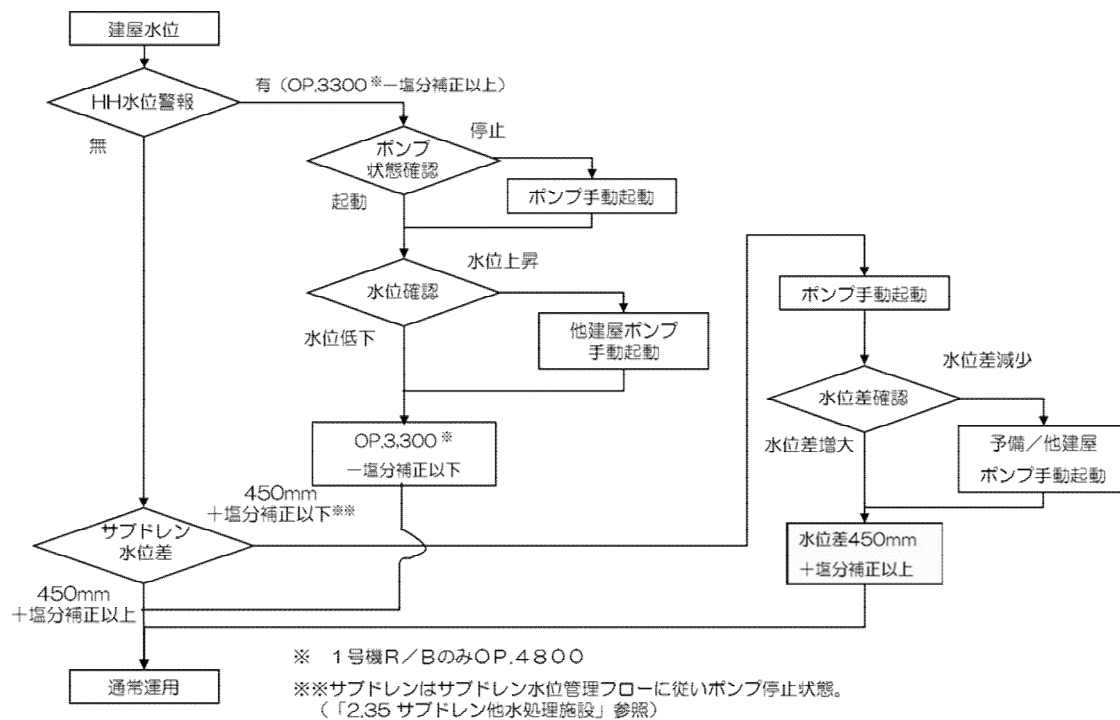 建屋水位
HH水位警報
有（OP.3300※－塩分補正以上）
無
ポンプ
状態確認
停止
ポンプ手動起動
起動
水位上昇
水位確認
他建屋ポンプ
手動起動
水位低下
OP.3,300※
－塩分補正以下
450mm
＋塩分補正以下※※
サブドレン
水位差
450mm
＋塩分補正以上
通常運用
ポンプ手動起動
水位差減少
水位差確認
水位差増大
予備／他建屋
ポンプ手動起動
水位差450mm
＋塩分補正以上
※　１号機R／BのみOP.4800
※※サブドレンはサブドレン水位管理フローに従いポンプ停止状態。
（「2.35 サブドレン他水処理施設」参照）